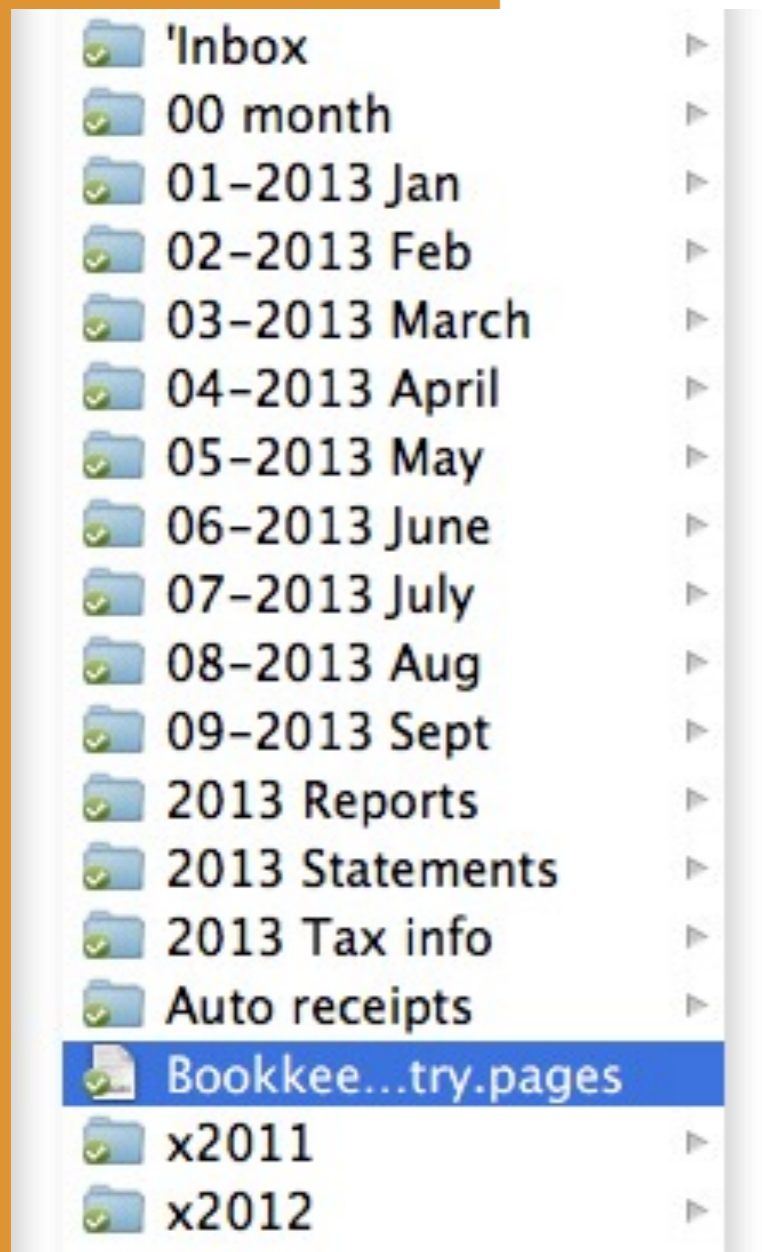 'Inbox
00 month
01-2013 Jan
02-2013 Feb
03-2013 March
04-2013 April
05-2013 May
06-2013 June
07-2013 July
08-2013 Aug
09-2013 Sept
2013 Reports
2013 Statements
2013 Tax info
Auto receipts
Bookkee...try.pages
x2011
x2012